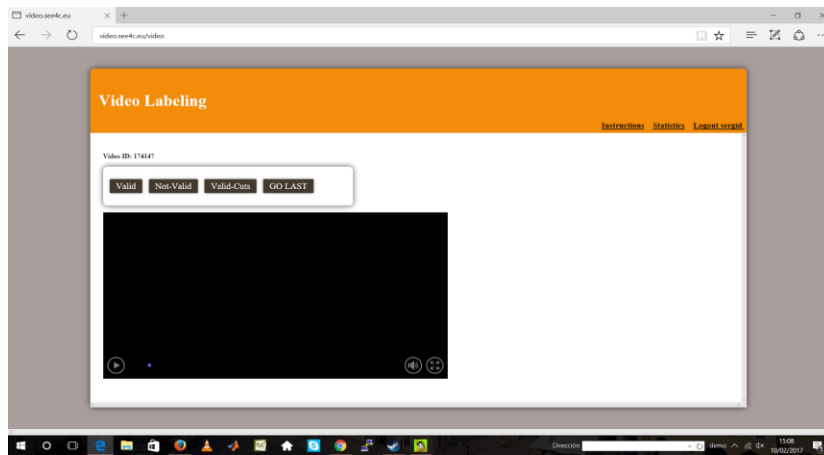 video.see4c.eu
video.see4c.eu/video
Video Labeling
Instructions Statistics Logout sergid
Video ID: 174147
Valid Not-Valid Valid-Cuts GO LAST
Dirección
demo
15:08
10/02/2017